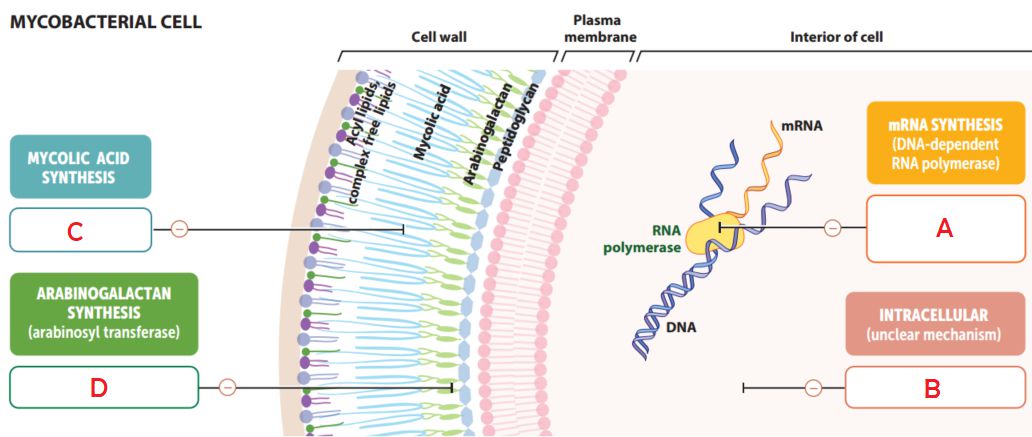 MYCOBACTERIAL CELL
Cell wall
Plasma
membrane
Interior of cell
Acyl lipids,
complex free lipids
Mycolic acid
Arabinogalactan
Peptidoglycan
MYCOLIC ACID
SYNTHESIS
C
ARABINOGALACTAN
SYNTHESIS
(arabinosyl transferase)
D
mRNA
RNA
polymerase
DNA
mRNA SYNTHESIS
(DNA-dependent
RNA polymerase)
A
INTRACELLULAR
(unclear mechanism)
B